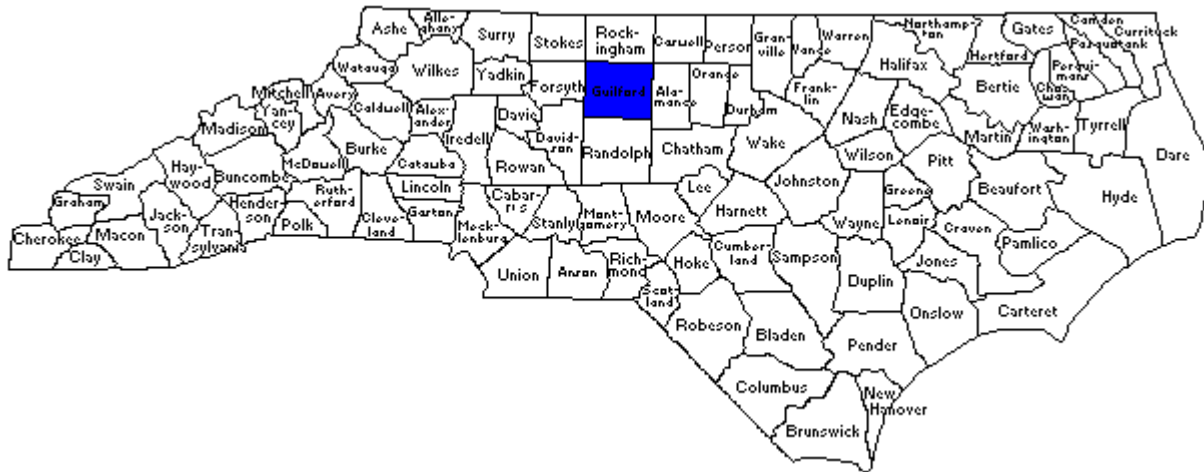 Ashe
Alle-
ghany
Surry
Stokes
Rock-
ingham
Caswell
Person
Gran-
ville
Vance
Warren
Northamp-
ton
Gates
Camden
Currituck
Pasquotank
Hertford
Halifax
Watauga
Wilkes
Yadkin
Forsyth
Guilford
Ala-
mance
Orange
Durham
Frank-
lin
Bertie
Perqui-
mans
Chow-
an
Mitchell
Avery
Yan-
cey
Caldwell
Alex-
ander
Iredell
Davie
David-
son
Randolph
Chatham
Wake
Nash
Edge-
combe
Martin
Wash-
ington
Tyrrell
Dare
Madison
Burke
McDowell
Catawba
Rowan
Wilson
Pitt
Beaufort
Hyde
Swain
Hay-
wood
Buncombe
Ruth-
erford
Lincoln
Cabar-
rus
Lee
Johnston
Greene
Graham
Jack-
son
Hender-
son
Polk
Cleve-
land
Gaston
Meck-
lenburg
Stanly
Mont-
gomery
Moore
Harnett
Wayne
Lenoir
Craven
Pamlico
Cherokee
Macon
Clay
Tran-
sylvania
Union
Anson
Rich-
mond
Hoke
Cumber-
land
Sampson
Duplin
Jones
Scot-
land
Robeson
Bladen
Onslow
Carteret
Pender
Columbus
New
Hanover
Brunswick